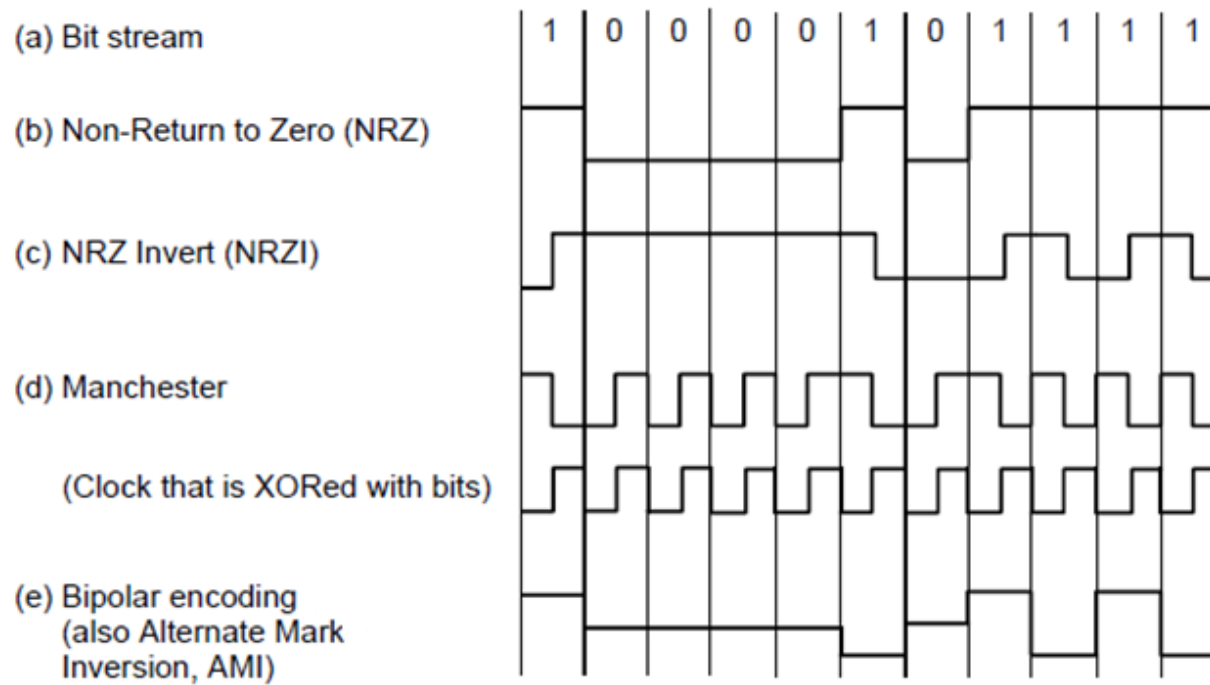 (a) Bit stream 1 0 0 0 0 1 0 1 1 1 1
(b) Non-Return to Zero (NRZ)
(c) NRZ Invert (NRZI)
(d) Manchester
(Clock that is XORed with bits)
(e) Bipolar encoding
(also Alternate Mark
Inversion, AMI)